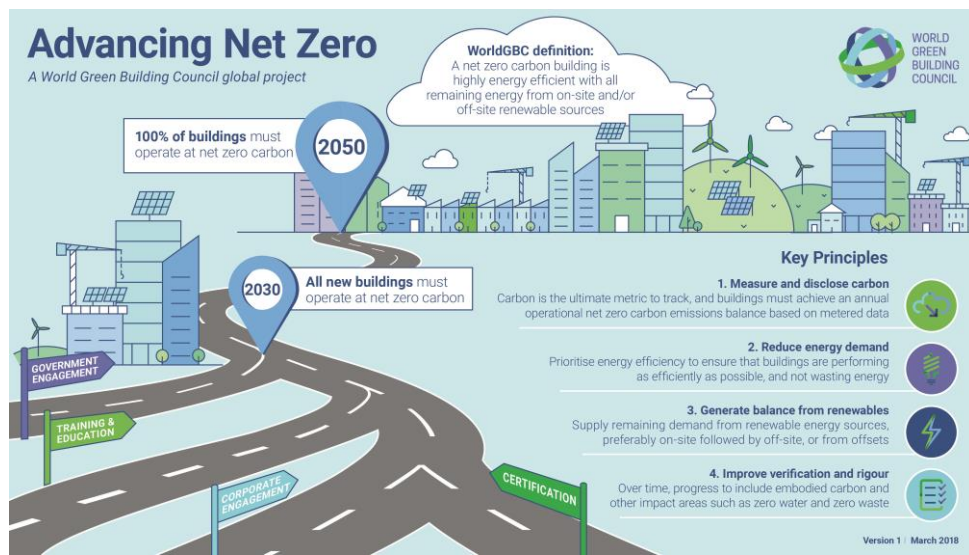 Advancing Net Zero
A World Green Building Council global project
WorldGBC definition:
A net zero carbon building is
highly energy efficient with all
remaining energy from on-site and/or
off-site renewable sources
WORLD
GREEN
BUILDING
COUNCIL
100% of buildings must
operate at net zero carbon
2050
2030
All new buildings must
operate at net zero carbon
GOVERNMENT
ENGAGEMENT
TRAINING &
EDUCATION
CORPORATE
ENGAGEMENT
CERTIFICATION
Key Principles
1. Measure and disclose carbon
Carbon is the ultimate metric to track, and buildings must achieve an annual
operational net zero carbon emissions balance based on metered data
2. Reduce energy demand
Prioritise energy efficiency to ensure that buildings are performing
as efficiently as possible, and not wasting energy
3. Generate balance from renewables
Supply remaining demand from renewable energy sources,
preferably on-site followed by off-site, or from offsets
4. Improve verification and rigour
Over time, progress to include embodied carbon and
other impact areas such as zero water and zero waste
Version 1 | March 2018